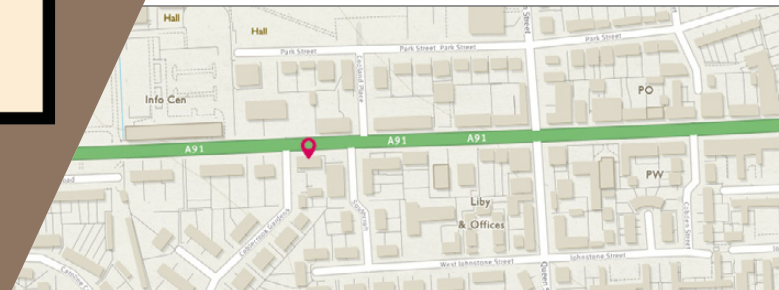 Hall
Hall
Park Street
Park Street
Park Street
Park Street
Info Cen
PO
A91
A91
A91
PW
Liby
& Offices
West Johnstone Street
Johnstone Street
Queen S